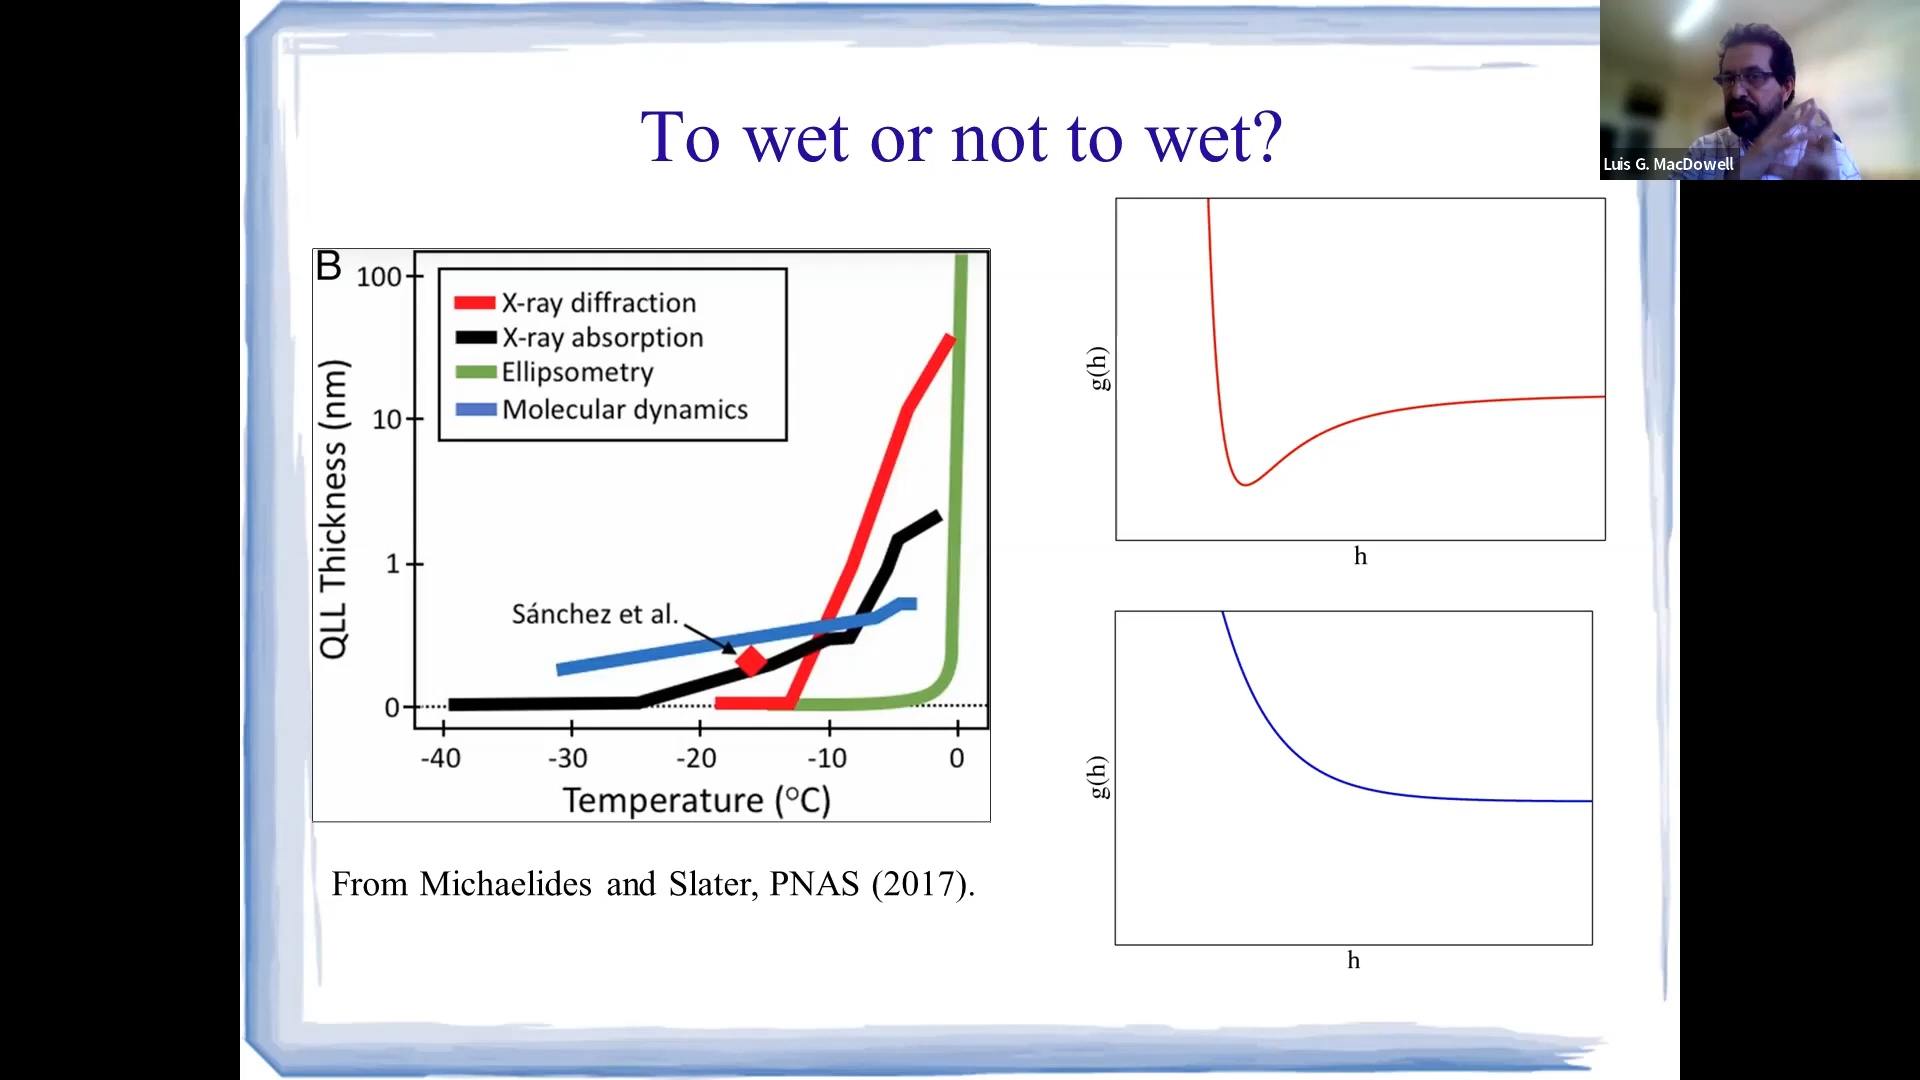 To wet or not to wet?
Luis G. MacDowell
B
100
10
1
0
QLL Thickness (nm)
X-ray diffraction
X-ray absorption
Ellipsometry
Molecular dynamics
Sánchez et al.
-40 -30 -20 -10 0
Temperature (°C)
From Michaelides and Slater, PNAS (2017).
g(h)
h
g(h)
h